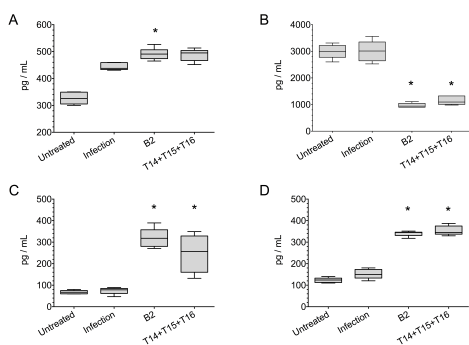 A
600
500
400
300
200
pg / mL
*
Untreated
Infection
B2
T14+T15+T16
B
4000
3000
2000
1000
0
pg / mL
*
*
Untreated
Infection
B2
T14+T15+T16
C
500
400
300
200
100
0
pg / mL
*
*
Untreated
Infection
B2
T14+T15+T16
D
500
400
300
200
100
0
pg / mL
*
*
Untreated
Infection
B2
T14+T15+T16